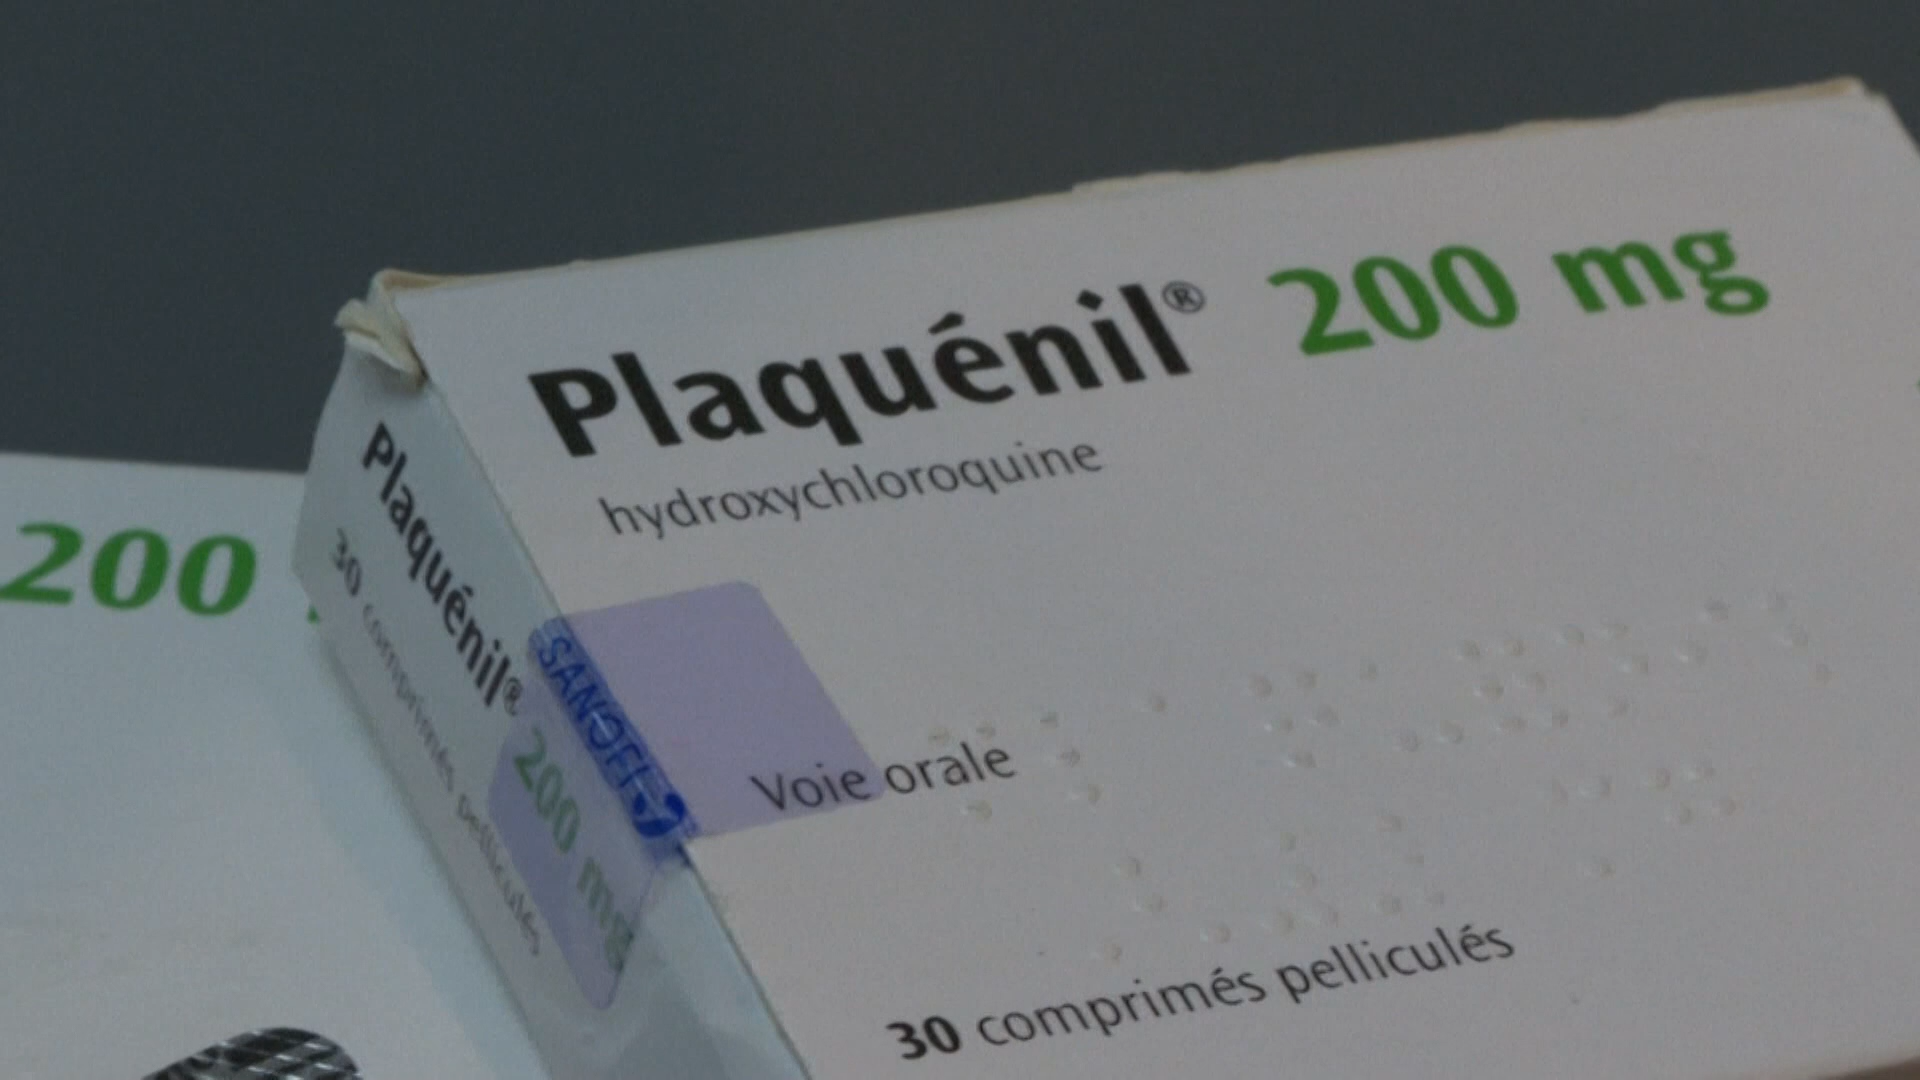 Plaquénil® 200 mg
hydroxychloroquine
Voie orale
30 comprimés pelliculés
Plaquénil® 200 mg
30 comprimés pelliculés
SANOFI
200